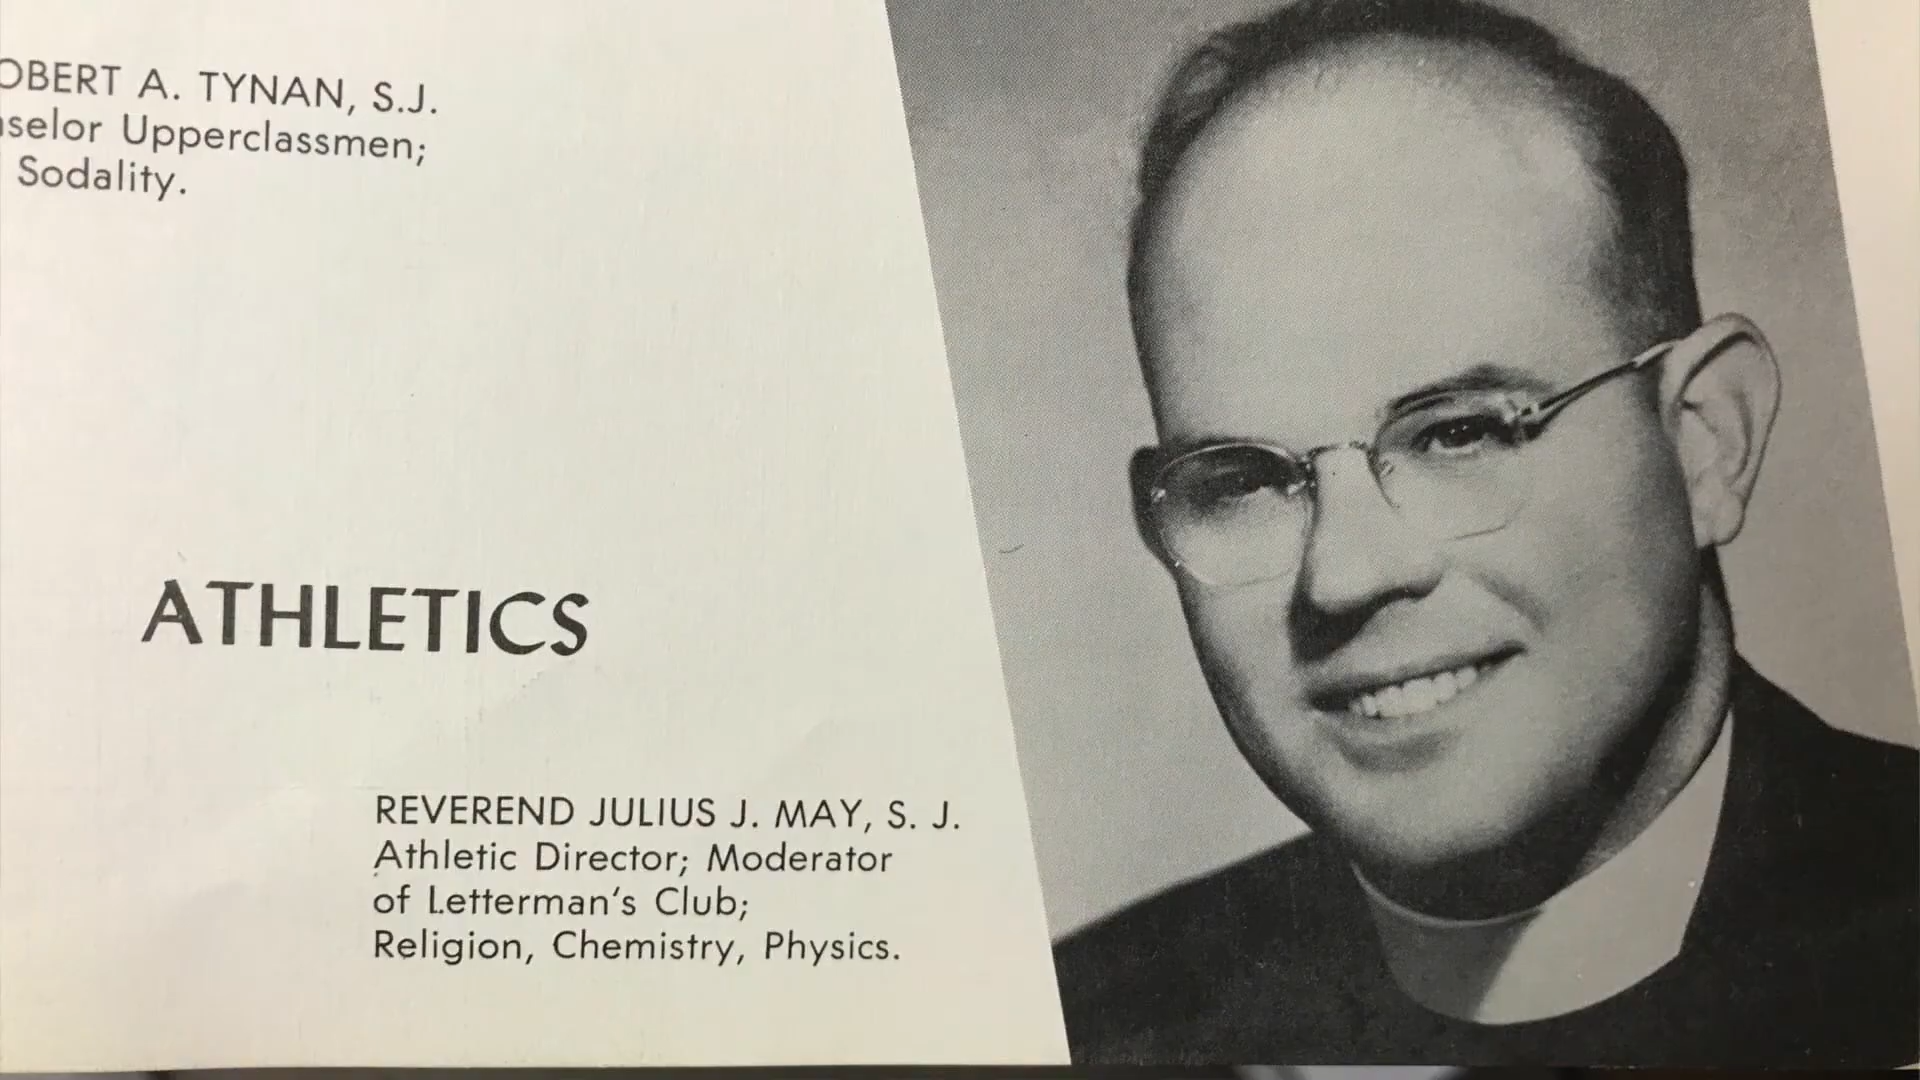 OBERT A. TYNAN, S.J.
selor Upperclassmen;
Sodality.
ATHLETICS
REVEREND JULIUS J. MAY, S. J.
Athletic Director; Moderator
of Letterman's Club;
Religion, Chemistry, Physics.